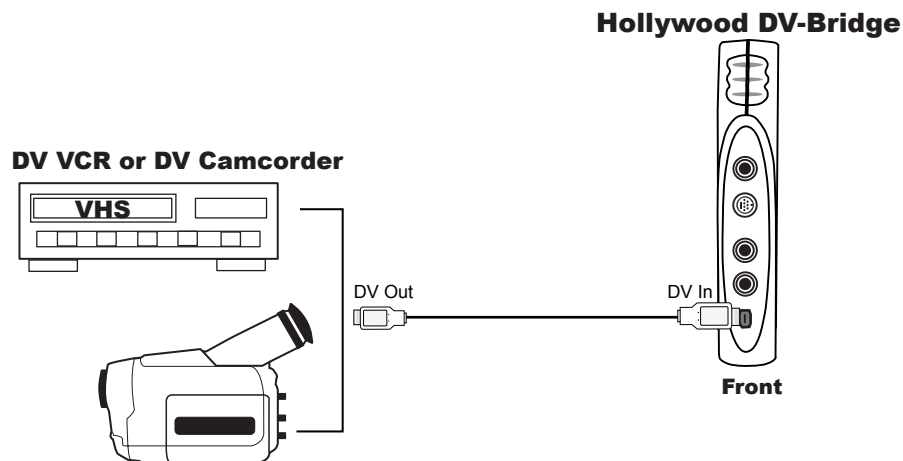 Hollywood DV-Bridge
DV VCR or DV Camcorder
VHS
DV Out
DV In
Front